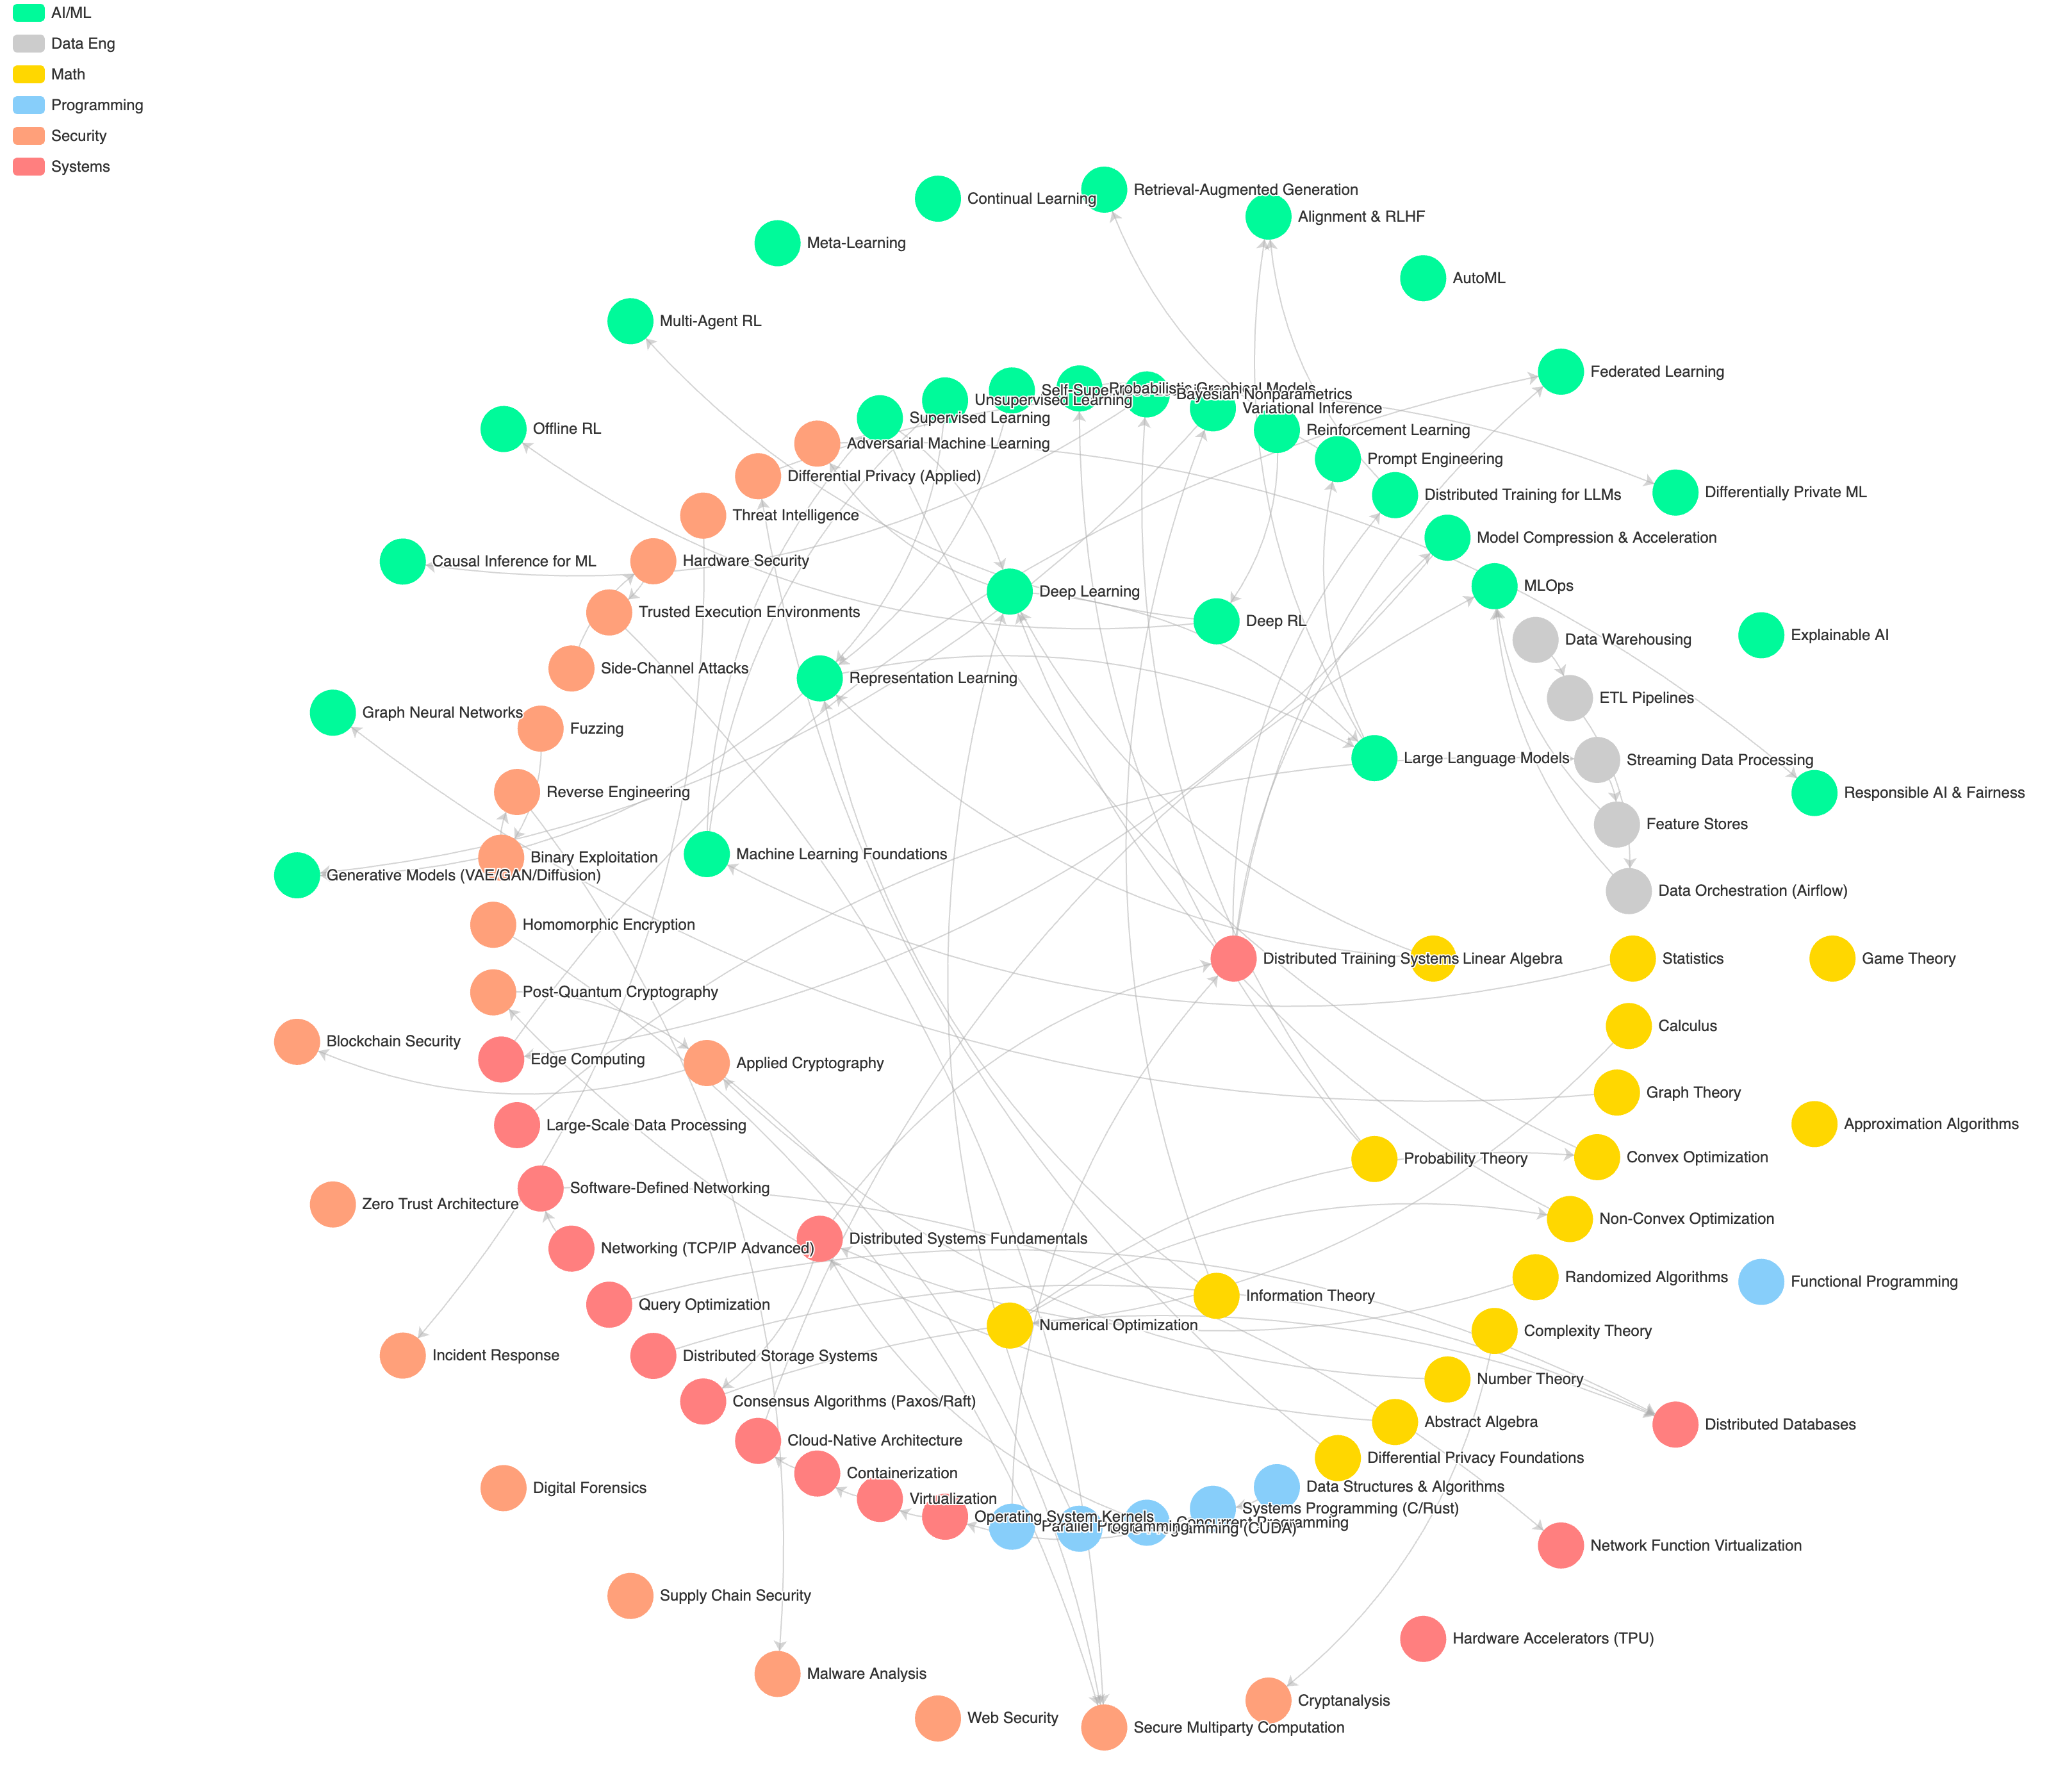 AI/ML
Data Eng
Math
Programming
Security
Systems
Retrieval-Augmented Generation
Continual Learning
Alignment & RLHF
Meta-Learning
AutoML
Multi-Agent RL
Federated Learning
Probabilistic Graphical Models
Bayesian Nonparametrics
Unsupervised Learning
Variational Inference
Supervised Learning
Offline RL
Reinforcement Learning
Adversarial Machine Learning
Prompt Engineering
Differential Privacy (Applied)
Differentially Private ML
Distributed Training for LLMs
Threat Intelligence
Model Compression & Acceleration
Causal Inference for ML
Hardware Security
MLOps
Deep Learning
Trusted Execution Environments
Deep RL
Explainable AI
Data Warehousing
Side-Channel Attacks
Representation Learning
ETL Pipelines
Graph Neural Networks
Fuzzing
Large Language Models
Streaming Data Processing
Reverse Engineering
Responsible AI & Fairness
Feature Stores
Machine Learning Foundations
Binary Exploitation
Generative Models (VAE/GAN/Diffusion)
Data Orchestration (Airflow)
Homomorphic Encryption
Distributed Training Systems
Linear Algebra
Statistics
Game Theory
Post-Quantum Cryptography
Calculus
Blockchain Security
Edge Computing
Applied Cryptography
Graph Theory
Large-Scale Data Processing
Approximation Algorithms
Probability Theory
Convex Optimization
Software-Defined Networking
Zero Trust Architecture
Non-Convex Optimization
Distributed Systems Fundamentals
Networking (TCP/IP Advanced)
Randomized Algorithms
Functional Programming
Information Theory
Query Optimization
Numerical Optimization
Complexity Theory
Incident Response
Distributed Storage Systems
Number Theory
Consensus Algorithms (Paxos/Raft)
Abstract Algebra
Distributed Databases
Cloud-Native Architecture
Differential Privacy Foundations
Containerization
Data Structures & Algorithms
Digital Forensics
Virtualization
Systems Programming (C/Rust)
Operating System Kernels
Concurrent Programming
Parallel Programming
Programming (CUDA)
Network Function Virtualization
Supply Chain Security
Hardware Accelerators (TPU)
Malware Analysis
Cryptanalysis
Web Security
Secure Multiparty Computation